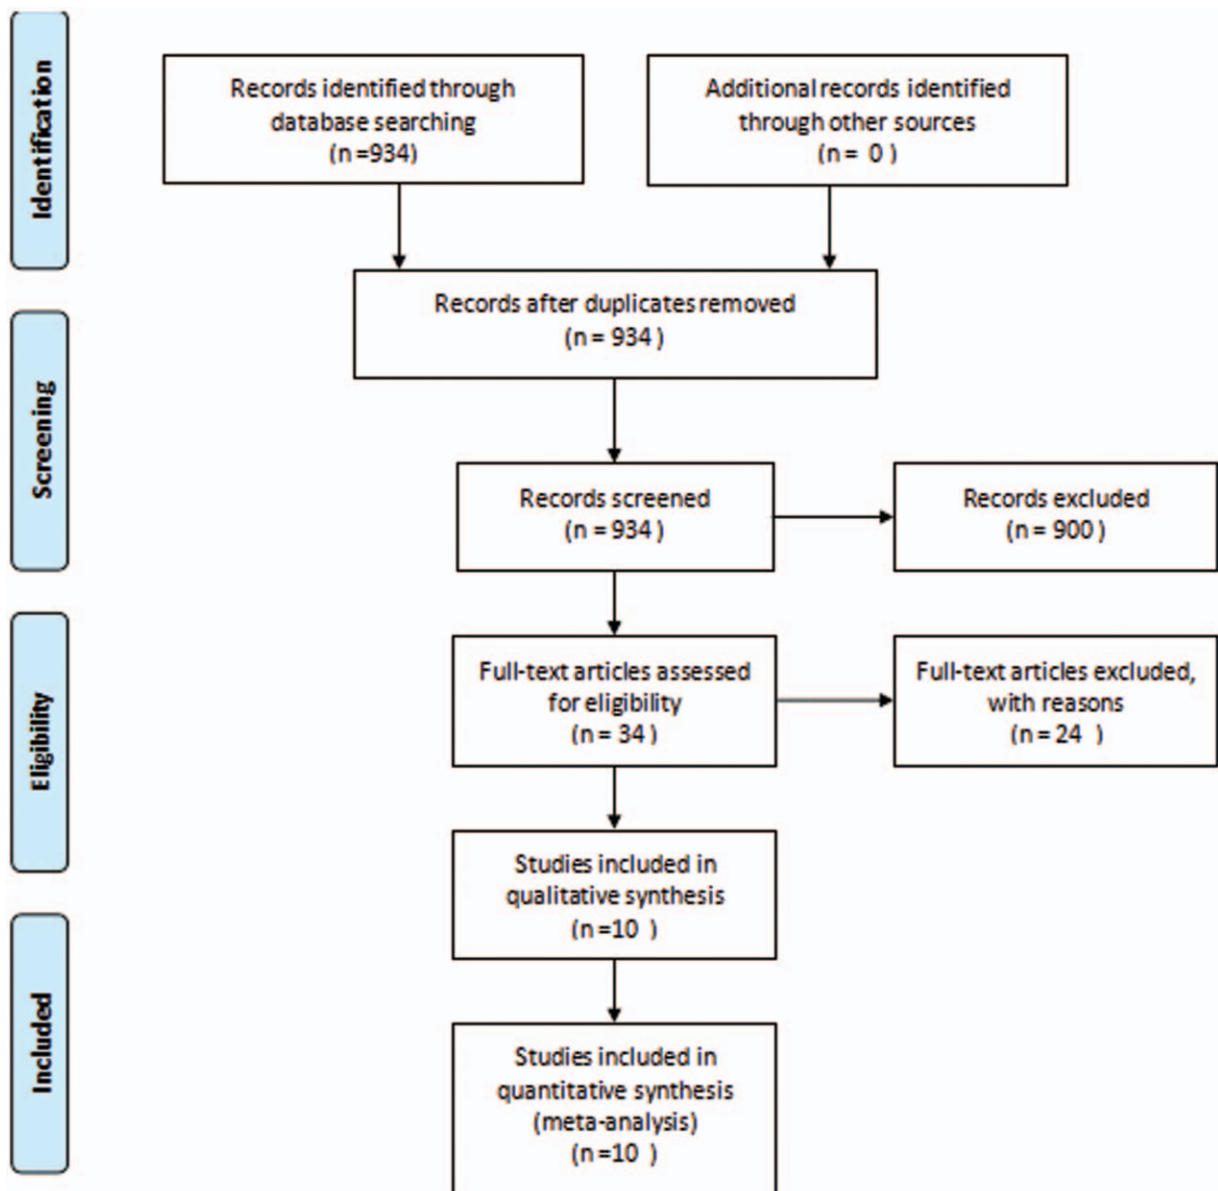 Identification
Records identified through
database searching
(n =934)
Additional records identified
through other sources
(n = 0 )
Records after duplicates removed
(n = 934 )
Screening
Records screened
(n = 934 )
Records excluded
(n = 900 )
Eligibility
Full-text articles assessed
for eligibility
(n = 34 )
Full-text articles excluded,
with reasons
(n = 24 )
Studies included in
qualitative synthesis
(n =10 )
Included
Studies included in
quantitative synthesis
(meta-analysis)
(n =10 )